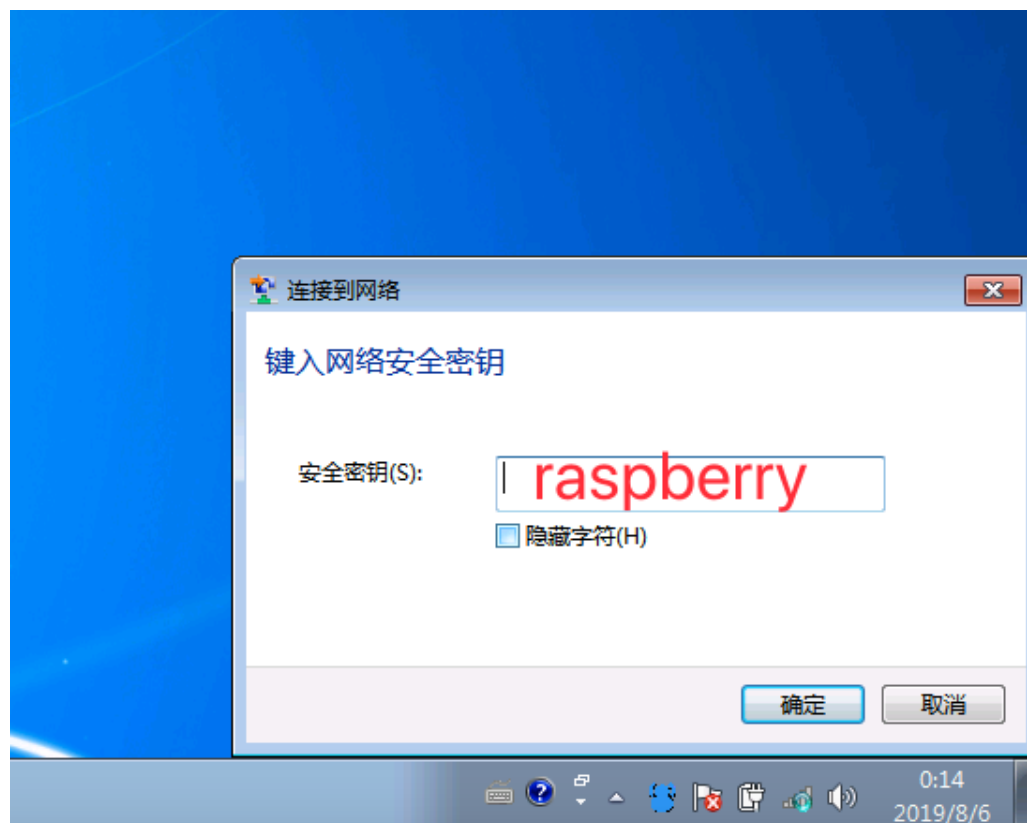 连接到网络
键入网络安全密钥
安全密钥(S): raspberry
隐藏字符(H)
确定 取消
0:14
2019/8/6